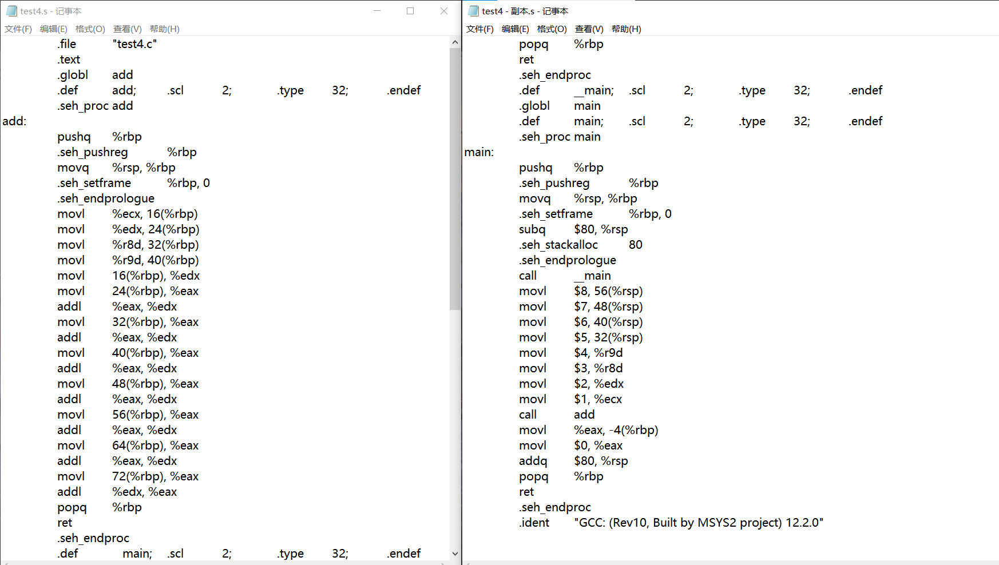 test4.s - 记事本
文件(F) 编辑(E) 格式(O) 查看(V) 帮助(H)
.file "test4.c"
.text
.globl add
.def add; .scl 2; .type 32; .endef
.seh_proc add
add:
pushq %rbp
.seh_pushreg %rbp
movq %rsp, %rbp
.seh_setframe %rbp, 0
.seh_endprologue
movl %ecx, 16(%rbp)
movl %edx, 24(%rbp)
movl %r8d, 32(%rbp)
movl %r9d, 40(%rbp)
movl 16(%rbp), %edx
movl 24(%rbp), %eax
addl %eax, %edx
movl 32(%rbp), %eax
addl %eax, %edx
movl 40(%rbp), %eax
addl %eax, %edx
movl 48(%rbp), %eax
addl %eax, %edx
movl 56(%rbp), %eax
addl %eax, %edx
movl 64(%rbp), %eax
addl %eax, %edx
movl 72(%rbp), %eax
addl %edx, %eax
popq %rbp
ret
.seh_endproc
.def main; .scl 2; .type 32; .endef
test4 - 副本.s - 记事本
文件(F) 编辑(E) 格式(O) 查看(V) 帮助(H)
popq %rbp
ret
.seh_endproc
.def __main; .scl 2; .type 32; .endef
.globl main
.def main; .scl 2; .type 32; .endef
.seh_proc main
main:
pushq %rbp
.seh_pushreg %rbp
movq %rsp, %rbp
.seh_setframe %rbp, 0
subq $80, %rsp
.seh_stackalloc 80
.seh_endprologue
call __main
movl $8, 56(%rsp)
movl $7, 48(%rsp)
movl $6, 40(%rsp)
movl $5, 32(%rsp)
movl $4, %r9d
movl $3, %r8d
movl $2, %edx
movl $1, %ecx
call add
movl %eax, -4(%rbp)
movl $0, %eax
addq $80, %rsp
popq %rbp
ret
.seh_endproc
.ident "GCC: (Rev10, Built by MSYS2 project) 12.2.0"